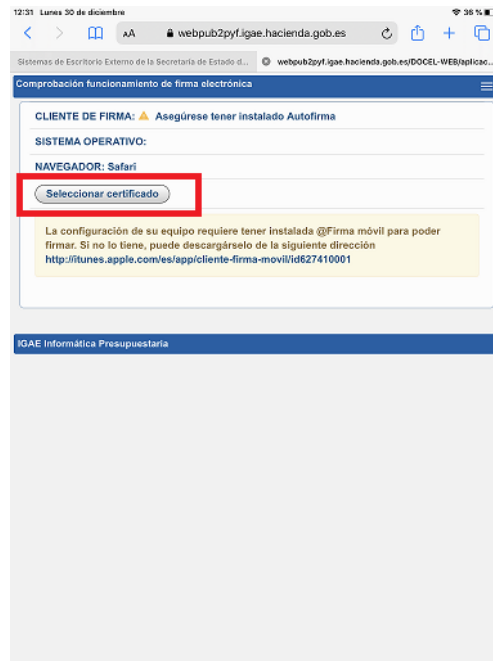 12:31 Lunes 30 de diciembre 36 %
AA webpub2pyf.igae.hacienda.gob.es
Sistemas de Escritorio Externo de la Secretaría de Estado d... webpub2pyf.igae.hacienda.gob.es/DOCEL-WEB/aplicac...
Comprobación funcionamiento de firma electrónica
CLIENTE DE FIRMA: Asegúrese tener instalado Autofirma
SISTEMA OPERATIVO:
NAVEGADOR: Safari
Seleccionar certificado
La configuración de su equipo requiere tener instalada @Firma móvil para poder
firmar. Si no lo tiene, puede descargárselo de la siguiente dirección
http://itunes.apple.com/es/app/cliente-firma-movil/id627410001
IGAE Informática Presupuestaria